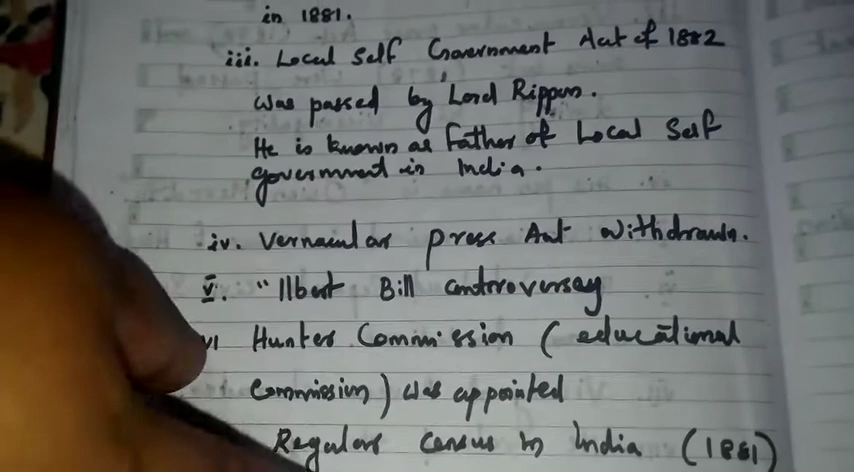 in 1881.
iii. Local Self Government Act of 1882
was passed by Lord Rippon.
He is known as Father of Local Self
government in India.
iv. Vernacular press Act withdrawn.
v. "Ilbert Bill controversay
vi Hunter Commission (educational
Commission) was appointed
Regular census in India (1881)